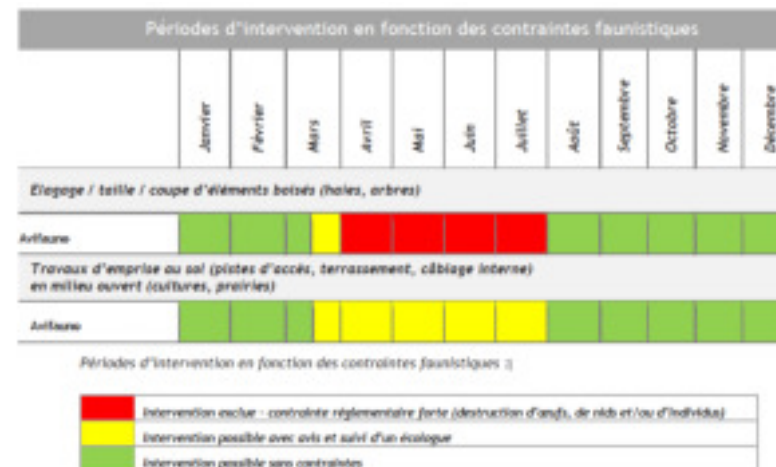 Périodes d'intervention en fonction des contraintes faunistiques
Janvier Février Mars Avril Mai Juin Juillet Août Septembre Octobre Novembre Décembre
Elagage / taille / coupe d'éléments boisés (haies, arbres)
Avifaune
Travaux d'emprise au sol (pistes d'accès, terrassement, câblage interne)
en milieu ouvert (cultures, prairies)
Avifaune
Périodes d'intervention en fonction des contraintes faunistiques :
Intervention exclue - contrainte réglementaire forte (destruction d'œufs, de nids et/ou d'individus)
Intervention possible avec avis et suivi d'un écologue
Intervention possible sans contraintes